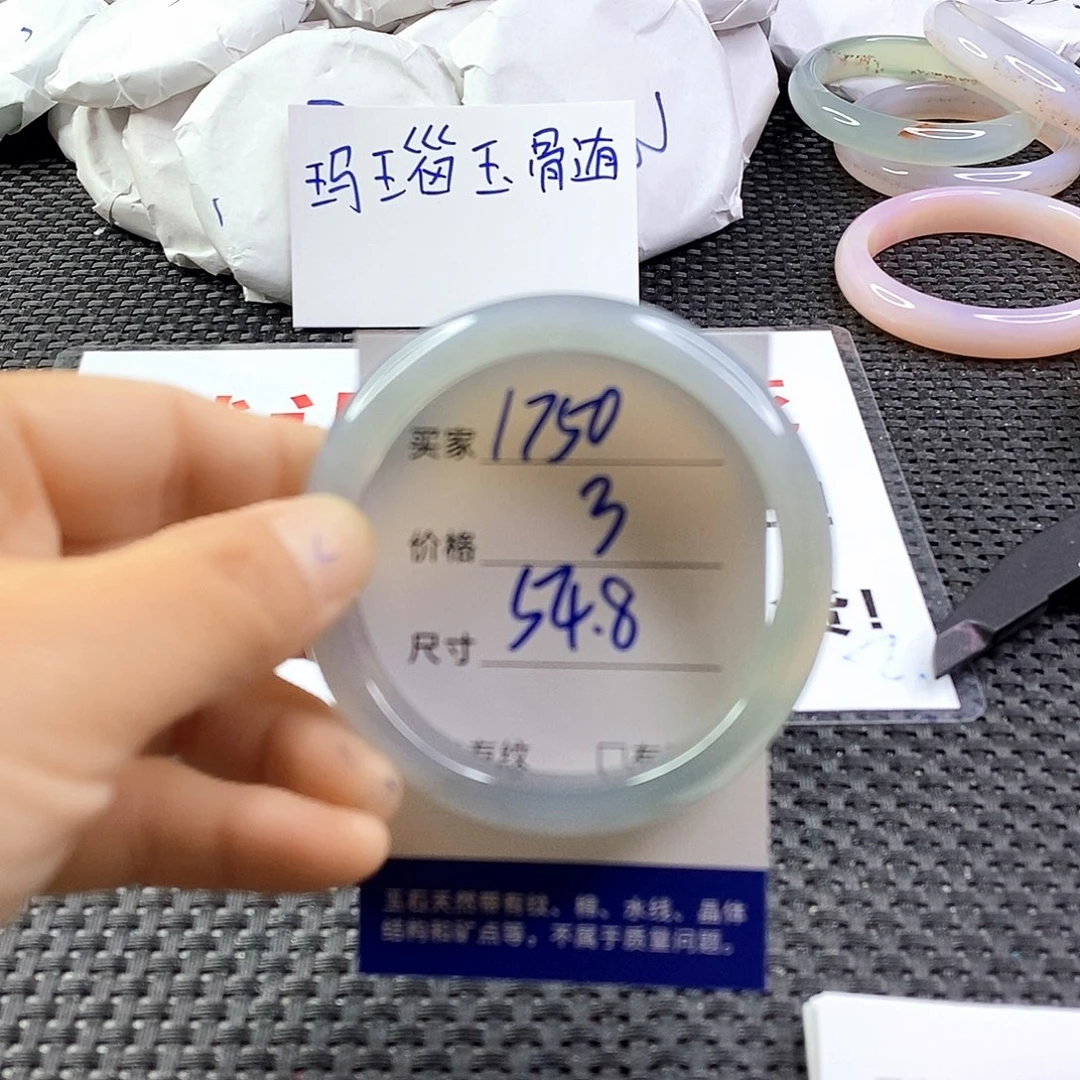 玛瑙玉骨髓
买家 1750
价格 3
尺寸 54.8
玉石天然带有纹、棉、水线、晶体
结构和矿点等，不属于质量问题。